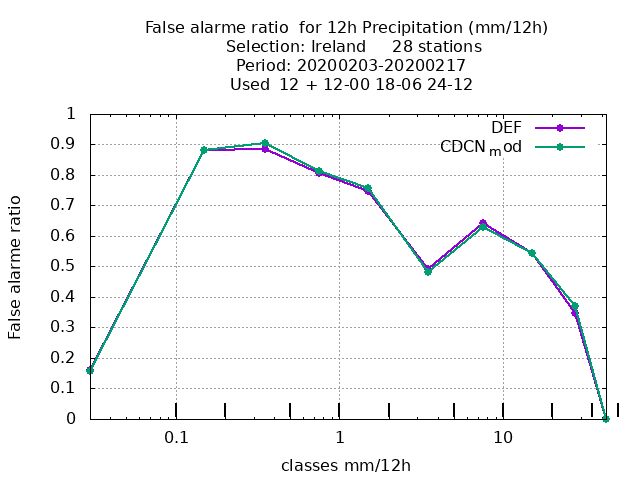 False alarme ratio  for 12h Precipitation (mm/12h)
Selection: Ireland     28 stations
Period: 20200203-20200217
Used  12 + 12-00 18-06 24-12
DEF
CDCN_mod
1
0.9
0.8
0.7
0.6
0.5
0.4
0.3
0.2
0.1
0
False alarme ratio
0.1 1 10
classes mm/12h